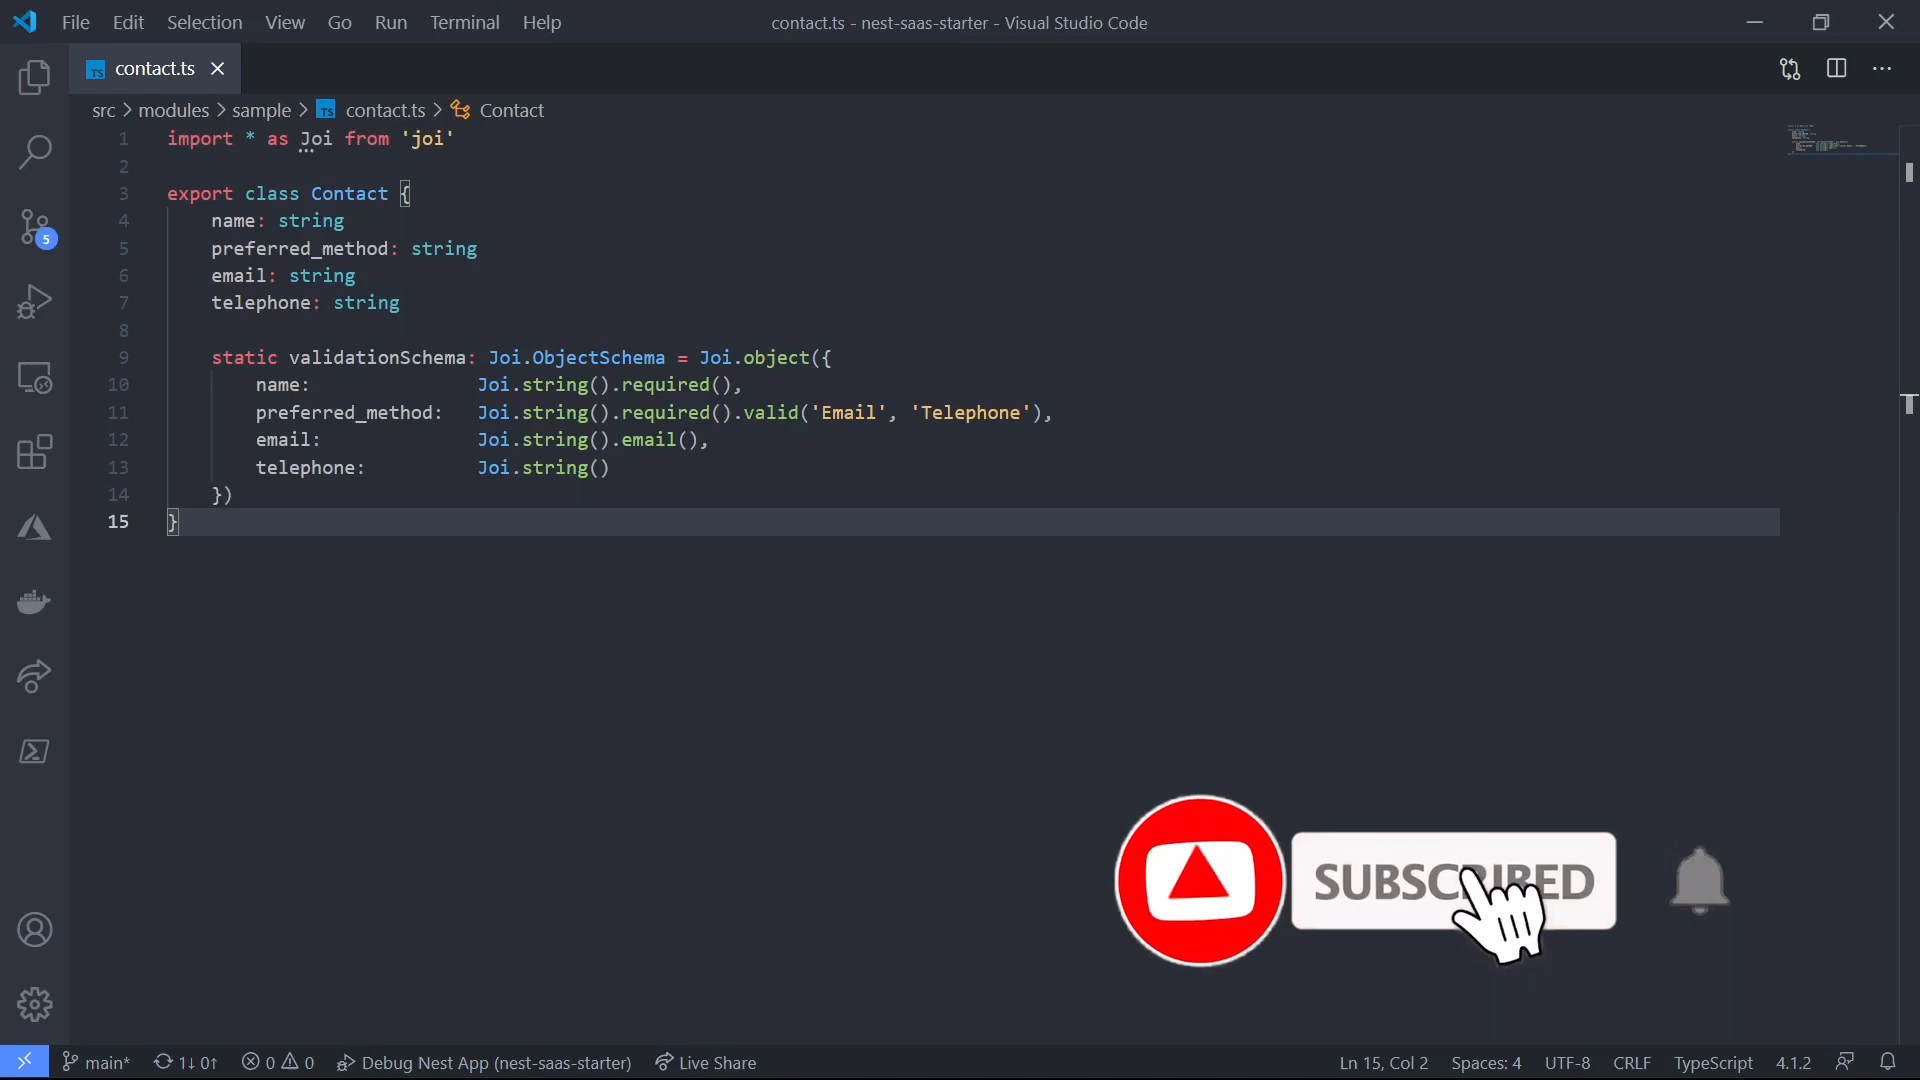 File Edit Selection View Go Run Terminal Help
contact.ts - nest-saas-starter - Visual Studio Code
TS contact.ts
src > modules > sample > TS contact.ts > Contact
1 import * as Joi from 'joi'
2
3 export class Contact {
4     name: string
5     preferred_method: string
6     email: string
7     telephone: string
8
9     static validationSchema: Joi.ObjectSchema = Joi.object({
10         name:               Joi.string().required(),
11         preferred_method:   Joi.string().required().valid('Email', 'Telephone'),
12         email:              Joi.string().email(),
13         telephone:          Joi.string()
14     })
15 }
5
SUBSCRIBED
main* 1↓ 0↑ 0 0 Debug Nest App (nest-saas-starter) Live Share
Ln 15, Col 2 Spaces: 4 UTF-8 CRLF TypeScript 4.1.2